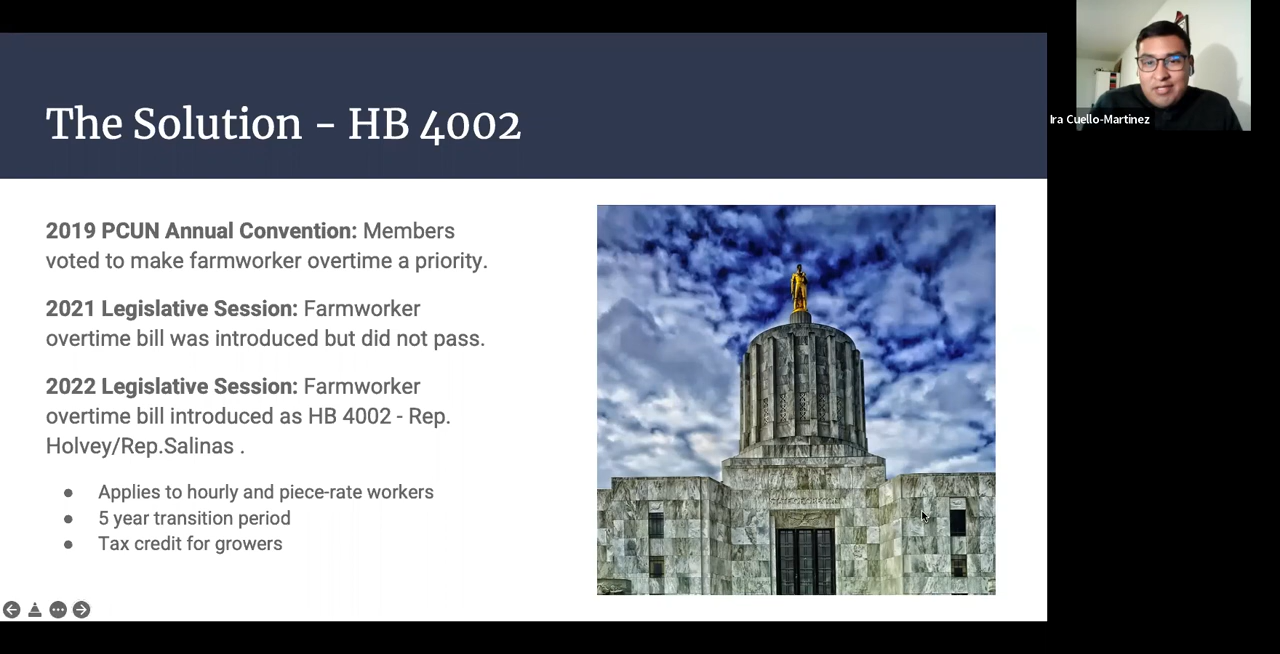 The Solution - HB 4002
2019 PCUN Annual Convention: Members
voted to make farmworker overtime a priority.
2021 Legislative Session: Farmworker
overtime bill was introduced but did not pass.
2022 Legislative Session: Farmworker
overtime bill introduced as HB 4002 - Rep.
Holvey/Rep.Salinas .
● Applies to hourly and piece-rate workers
● 5 year transition period
● Tax credit for growers
Ira Cuello-Martinez